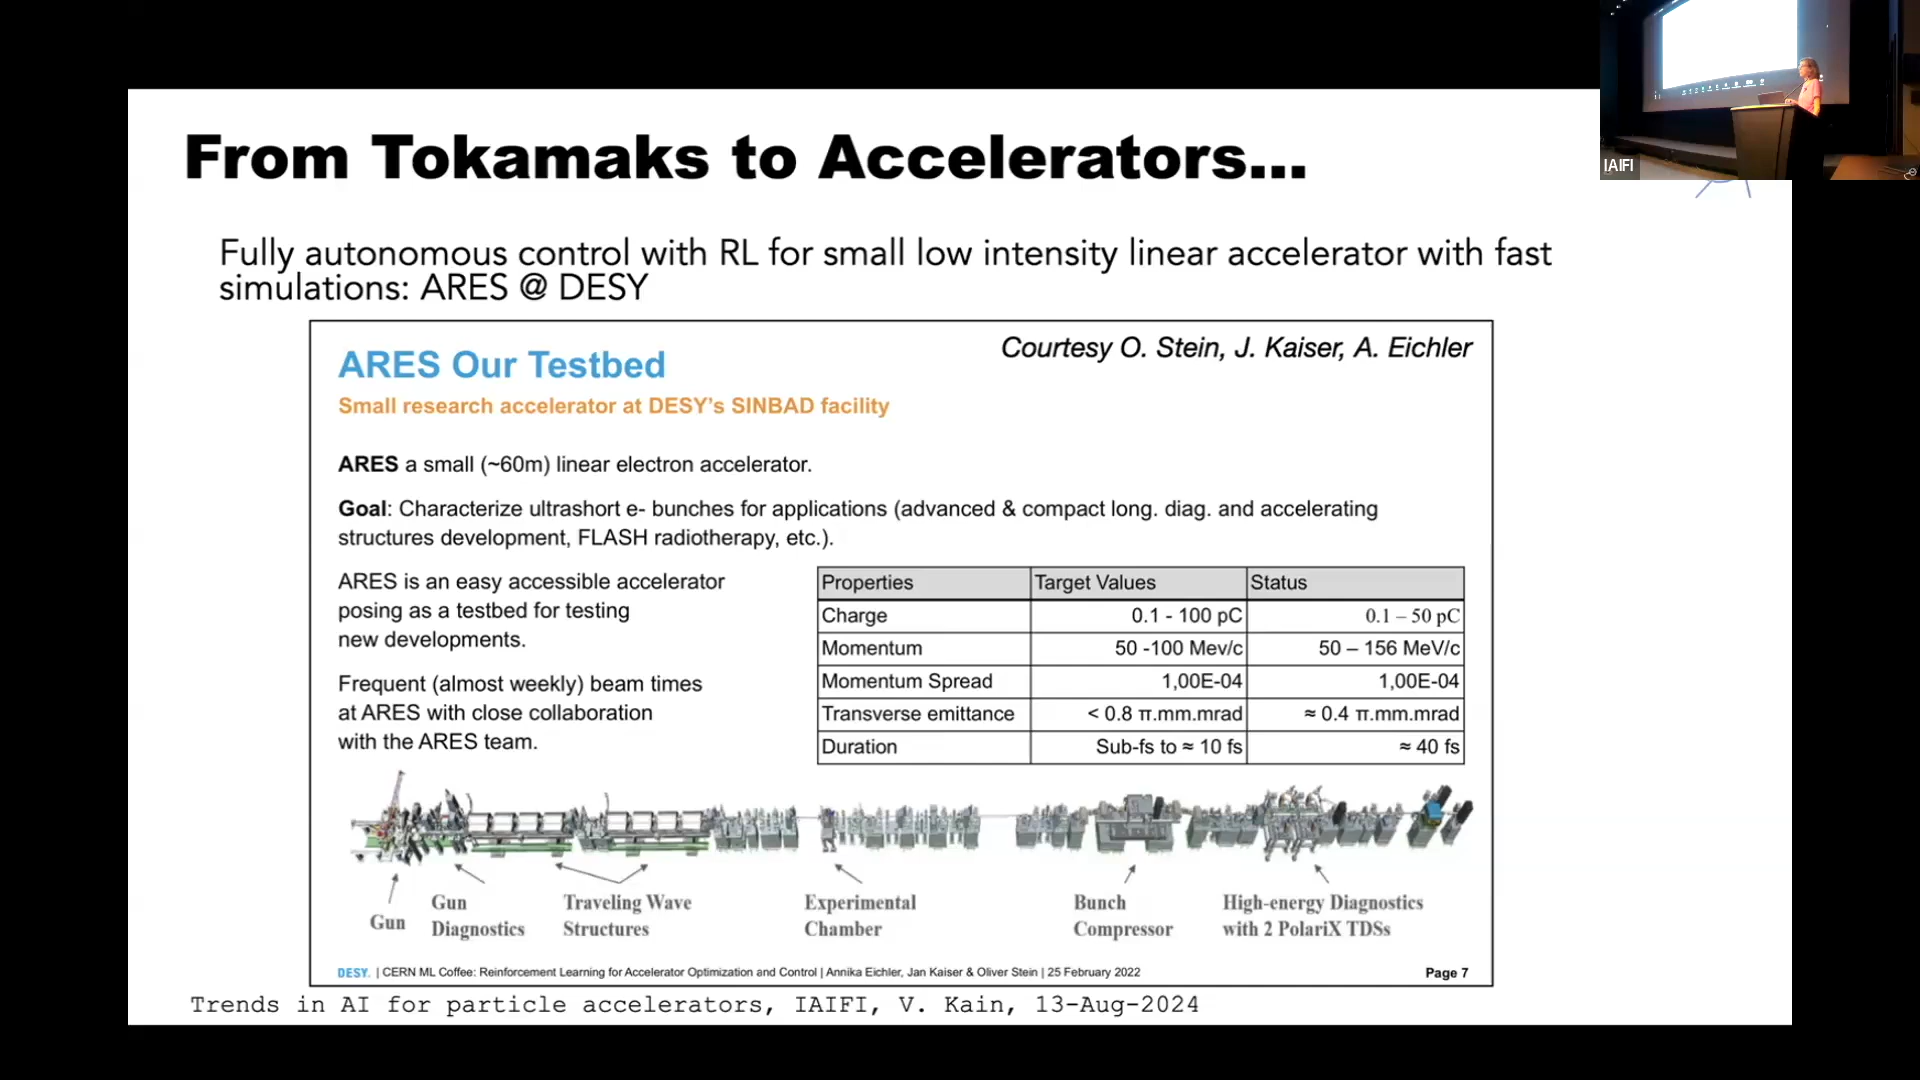 IAIFI
From Tokamaks to Accelerators...
Fully autonomous control with RL for small low intensity linear accelerator with fast
simulations: ARES @ DESY
Courtesy O. Stein, J. Kaiser, A. Eichler
ARES Our Testbed
Small research accelerator at DESY's SINBAD facility
ARES a small (~60m) linear electron accelerator.
Goal: Characterize ultrashort e- bunches for applications (advanced & compact long. diag. and accelerating
structures development, FLASH radiotherapy, etc.).
ARES is an easy accessible accelerator
posing as a testbed for testing
new developments.
Frequent (almost weekly) beam times
at ARES with close collaboration
with the ARES team.
Properties Target Values Status
Charge 0.1 - 100 pC 0.1 – 50 pC
Momentum 50 -100 Mev/c 50 – 156 MeV/c
Momentum Spread 1,00E-04 1,00E-04
Transverse emittance < 0.8 π.mm.mrad ≈ 0.4 π.mm.mrad
Duration Sub-fs to ≈ 10 fs ≈ 40 fs
Gun
Gun
Diagnostics
Traveling Wave
Structures
Experimental
Chamber
Bunch
Compressor
High-energy Diagnostics
with 2 PolariX TDSs
DESY. | CERN ML Coffee: Reinforcement Learning for Accelerator Optimization and Control | Annika Eichler, Jan Kaiser & Oliver Stein | 25 February 2022 Page 7
Trends in AI for particle accelerators, IAIFI, V. Kain, 13-Aug-2024